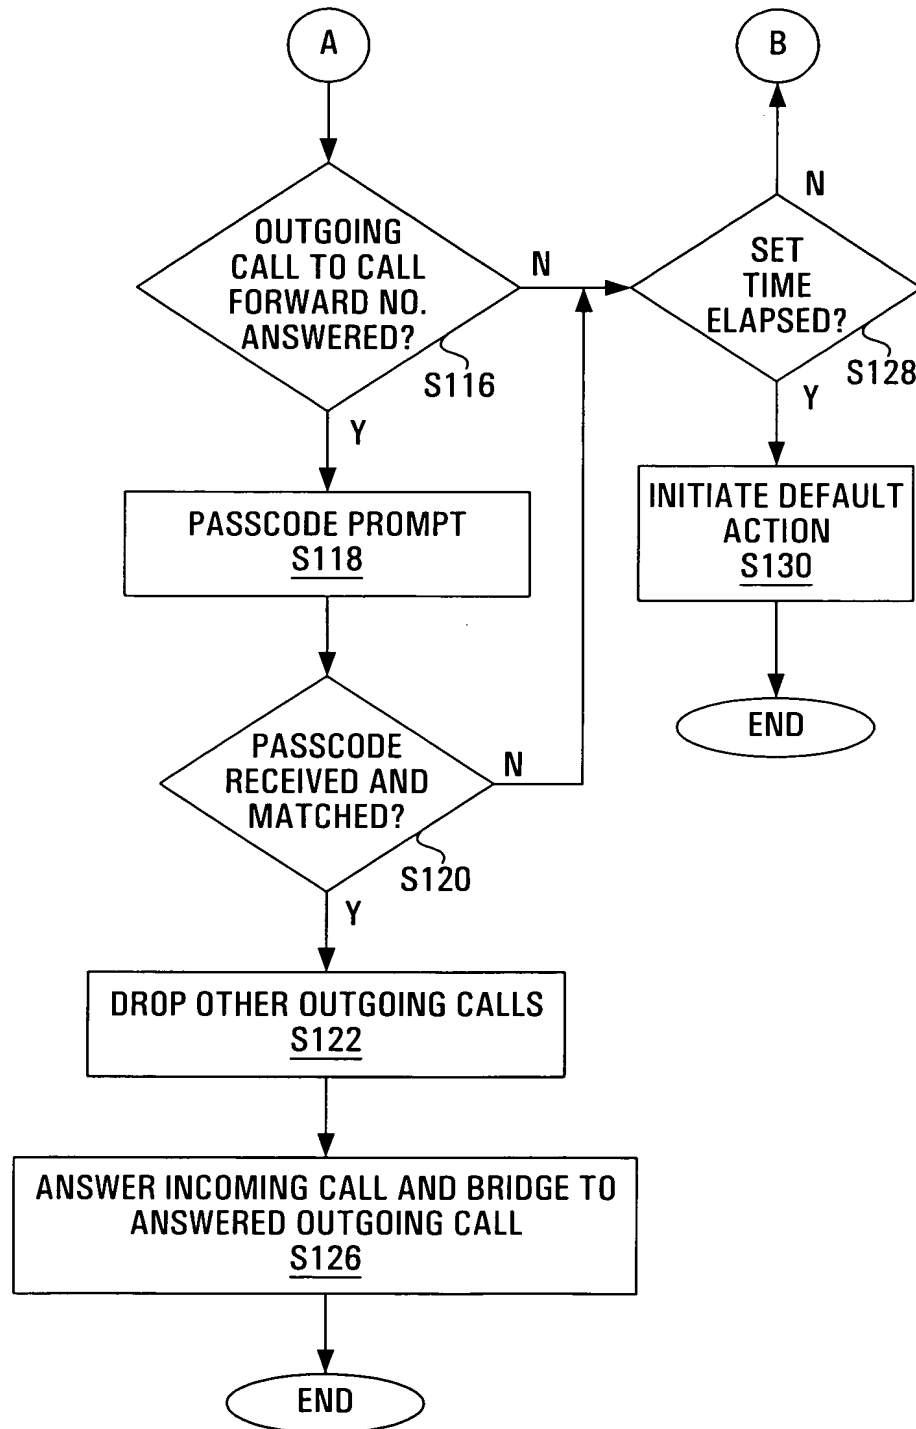 A
B
OUTGOING
CALL TO CALL
FORWARD NO.
ANSWERED?
S116
N
Y
SET
TIME
ELAPSED?
S128
N
Y
PASSCODE PROMPT
S118
INITIATE DEFAULT
ACTION
S130
END
PASSCODE
RECEIVED AND
MATCHED?
S120
N
Y
DROP OTHER OUTGOING CALLS
S122
ANSWER INCOMING CALL AND BRIDGE TO
ANSWERED OUTGOING CALL
S126
END